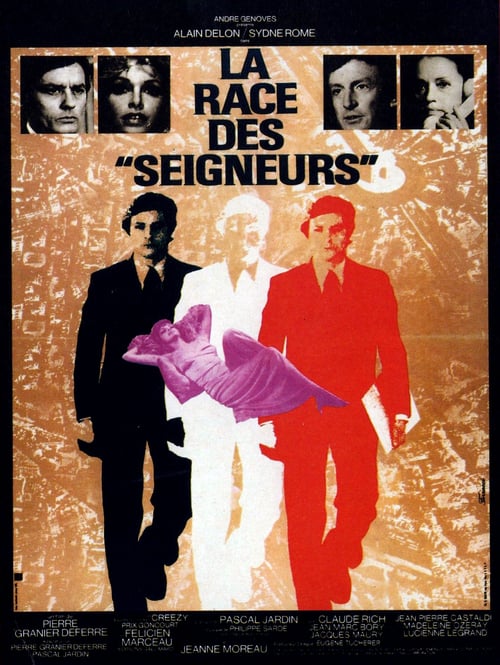 ANDRE GENOVES
ALAIN DELON / SYDNE ROME
LA
RACE
DES
"SEIGNEURS"
PIERRE
GRANIER DEFERRE
PIERRE GRANIER DEFERRE
PASCAL JARDIN
CREEZY
PRIX GONCOURT
FELICIEN
MARCEAU
PASCAL JARDIN
PHILIPPE SARDE
JEANNE MOREAU
CLAUDE RICH
JEAN MARC BORY
JACQUES MAURY
EUGENE TUCHERER
JEAN PIERRE CASTALDI
MADELEINE OZERAY
LUCIENNE LEGRAND